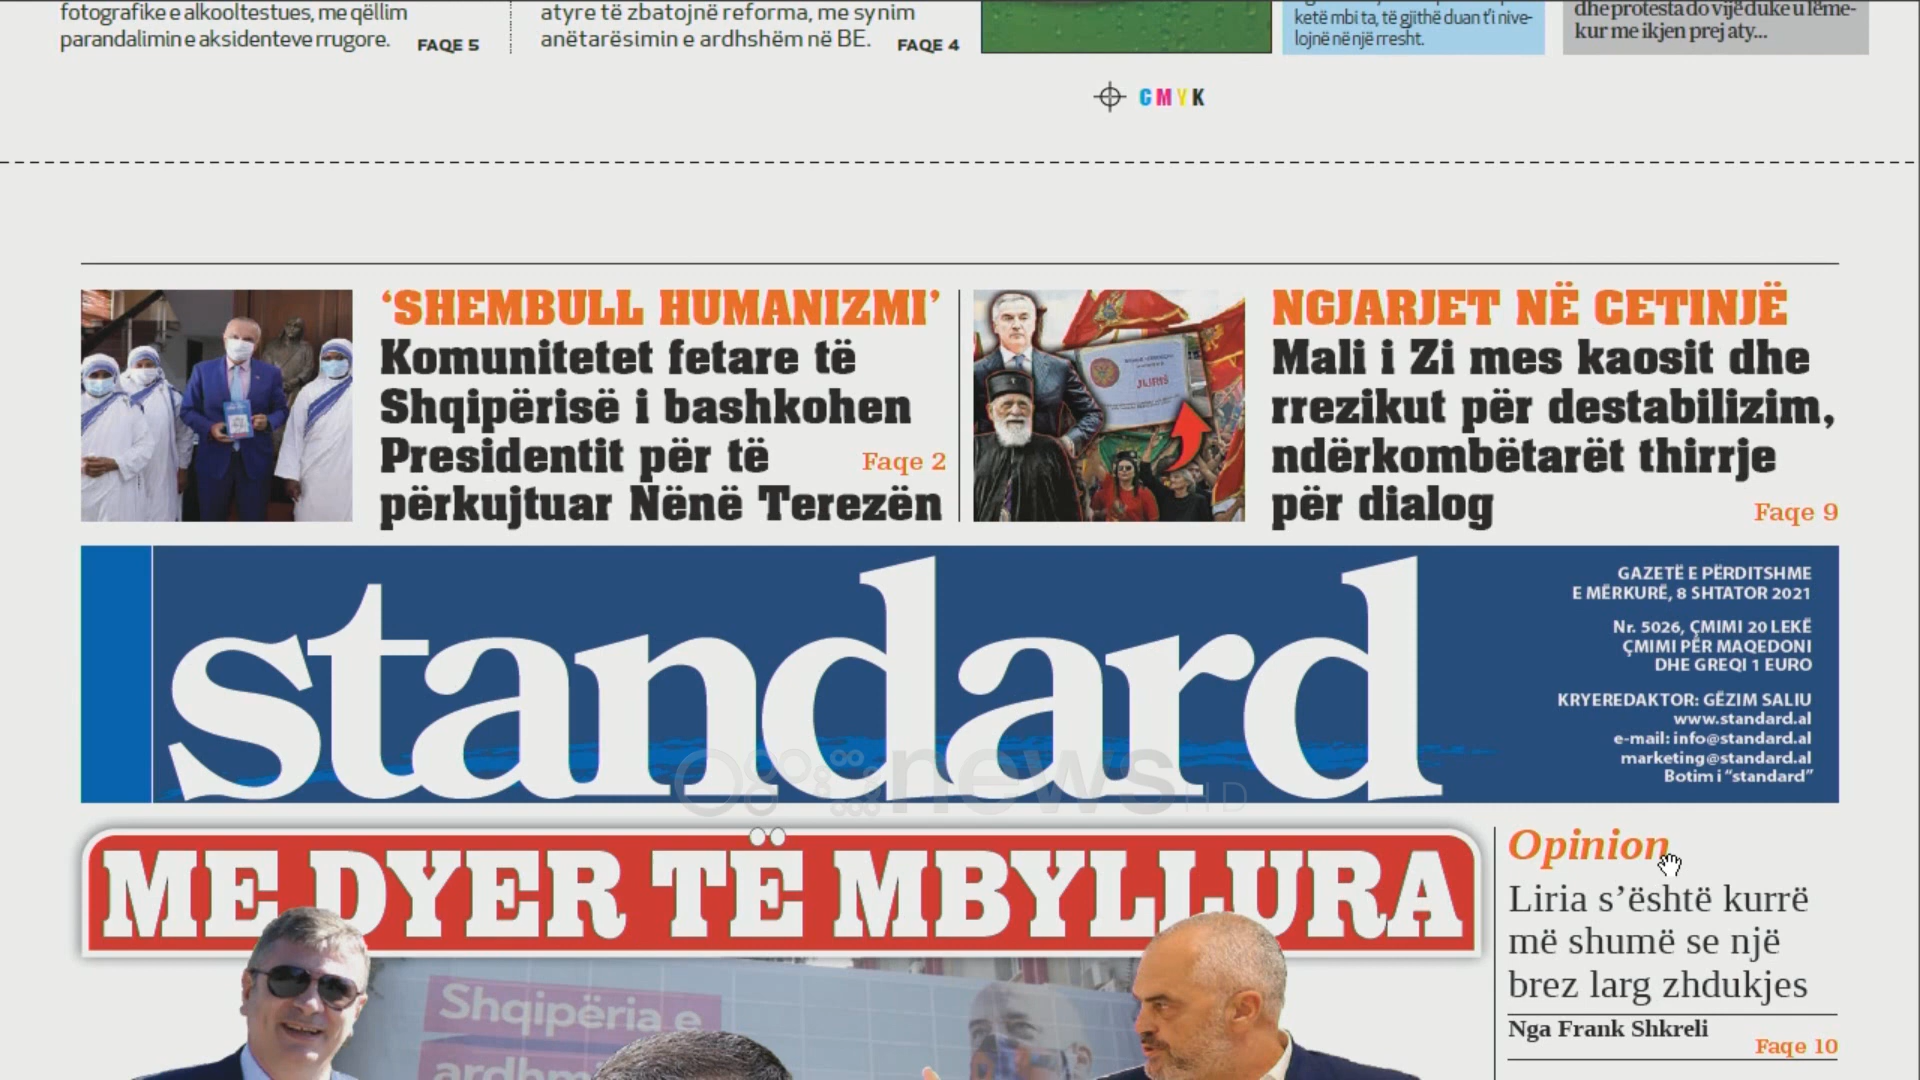 fotografike e alkooltestues, me qëllim
parandalimin e aksidenteve rrugore. FAQE 5
atyre të zbatojnë reforma, me synim
anëtarësimin e ardhshëm në BE. FAQE 4
ketë mbi ta, të gjithë duan t'i nive-
lojnë në një rresht.
dhe protesta do vijë duke u lëme-
kur me ikjen prej aty...
CMYK
‘SHEMBULL HUMANIZMI’
Komunitetet fetare të
Shqipërisë i bashkohen
Presidentit për të
përkujtuar Nënë Terezën
Faqe 2
NGJARJET NË CETINJË
Mali i Zi mes kaosit dhe
rrezikut për destabilizim,
ndërkombëtarët thirrje
për dialog
Faqe 9
standard
GAZETË E PËRDITSHME
E MËRKURË, 8 SHTATOR 2021
Nr. 5026, ÇMIMI 20 LEKË
ÇMIMI PËR MAQEDONI
DHE GREQI 1 EURO
KRYEREDAKTOR: GËZIM SALIU
www.standard.al
e-mail: info@standard.al
marketing@standard.al
Botim i “standard”
news HD
ME DYER TË MBYLLURA
Shqipëria e
Opinion
Liria s’është kurrë
më shumë se një
brez larg zhdukjes
Nga Frank Shkreli
Faqe 10